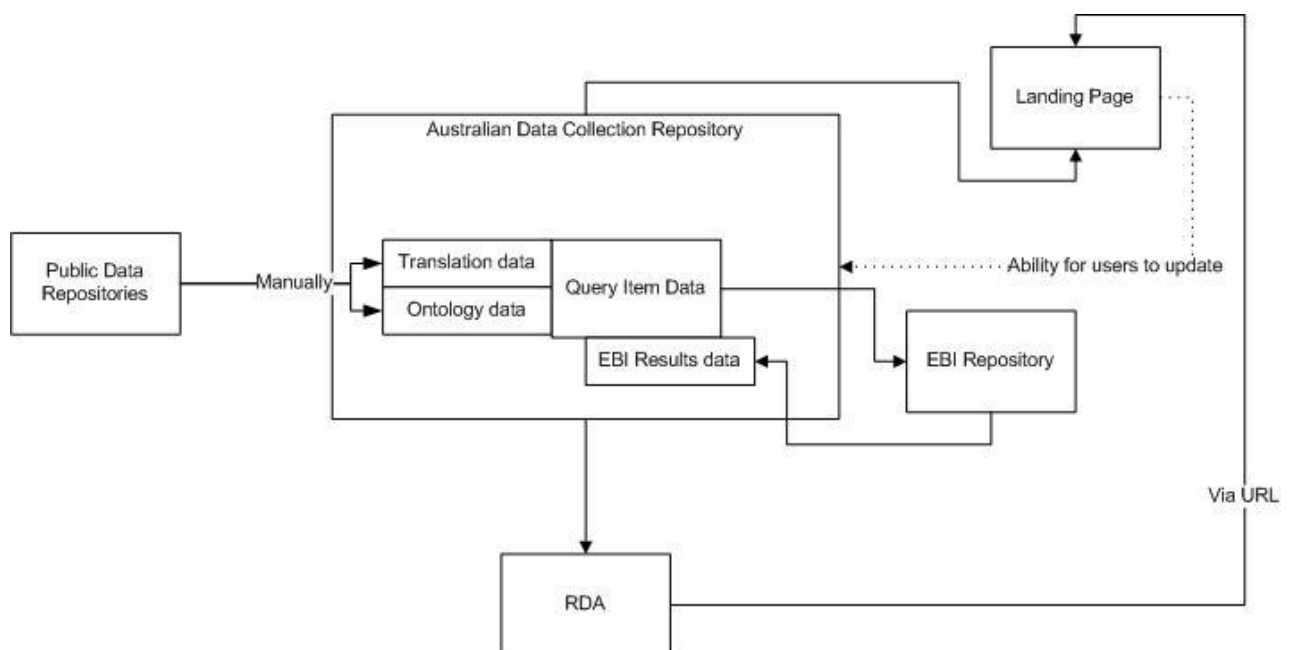 Landing Page
Australian Data Collection Repository
Public Data
Repositories
Manually
Translation data
Ontology data
Query Item Data
EBI Results data
Ability for users to update
EBI Repository
Via URL
RDA